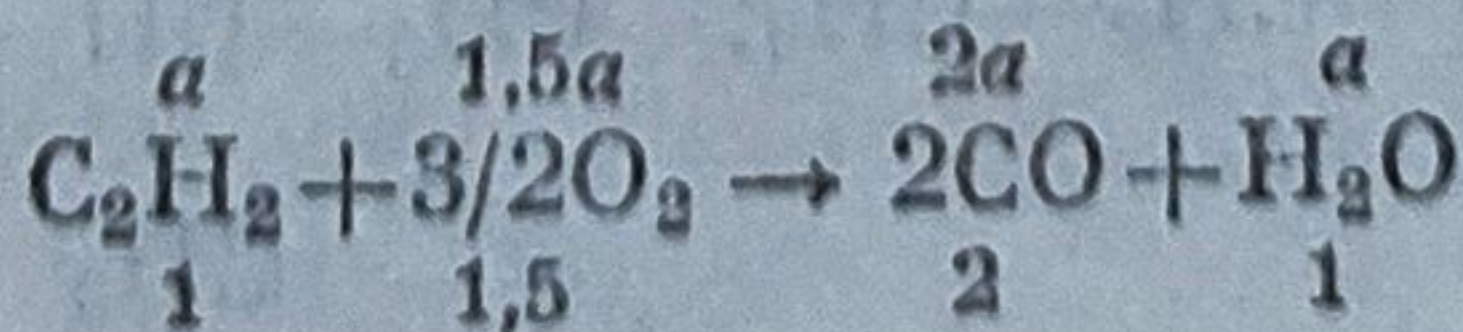 a 1,5a 2a a
C₂H₂+3/2O₂ → 2CO+H₂O
1 1,5 2 1